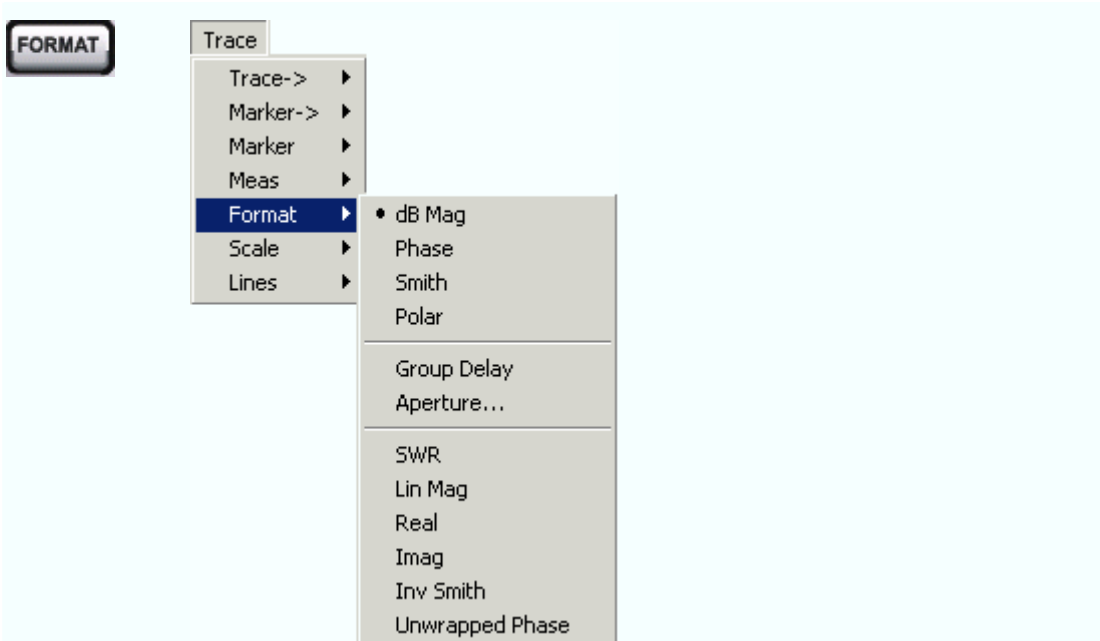 FORMAT
Trace
Trace->
Marker->
Marker
Meas
Format
Scale
Lines
dB Mag
Phase
Smith
Polar
Group Delay
Aperture...
SWR
Lin Mag
Real
Imag
Inv Smith
Unwrapped Phase